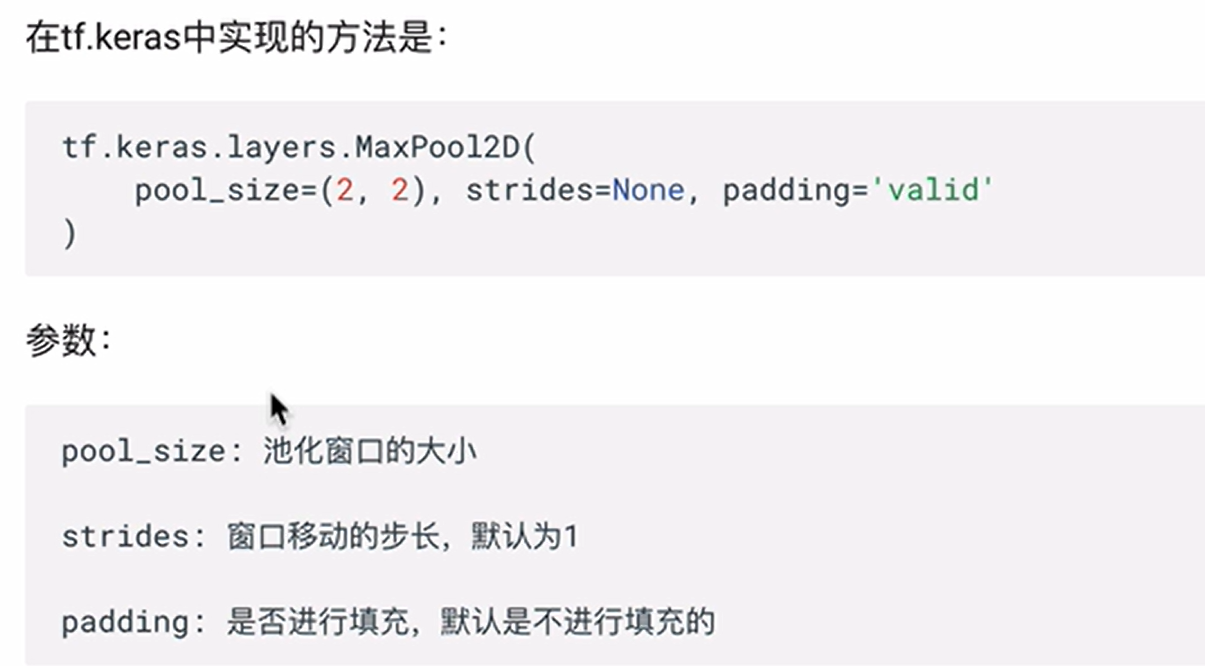 在tf.keras中实现的方法是：
tf.keras.layers.MaxPool2D(
    pool_size=(2, 2), strides=None, padding='valid'
)
参数：
pool_size: 池化窗口的大小
strides: 窗口移动的步长，默认为1
padding: 是否进行填充，默认是不进行填充的